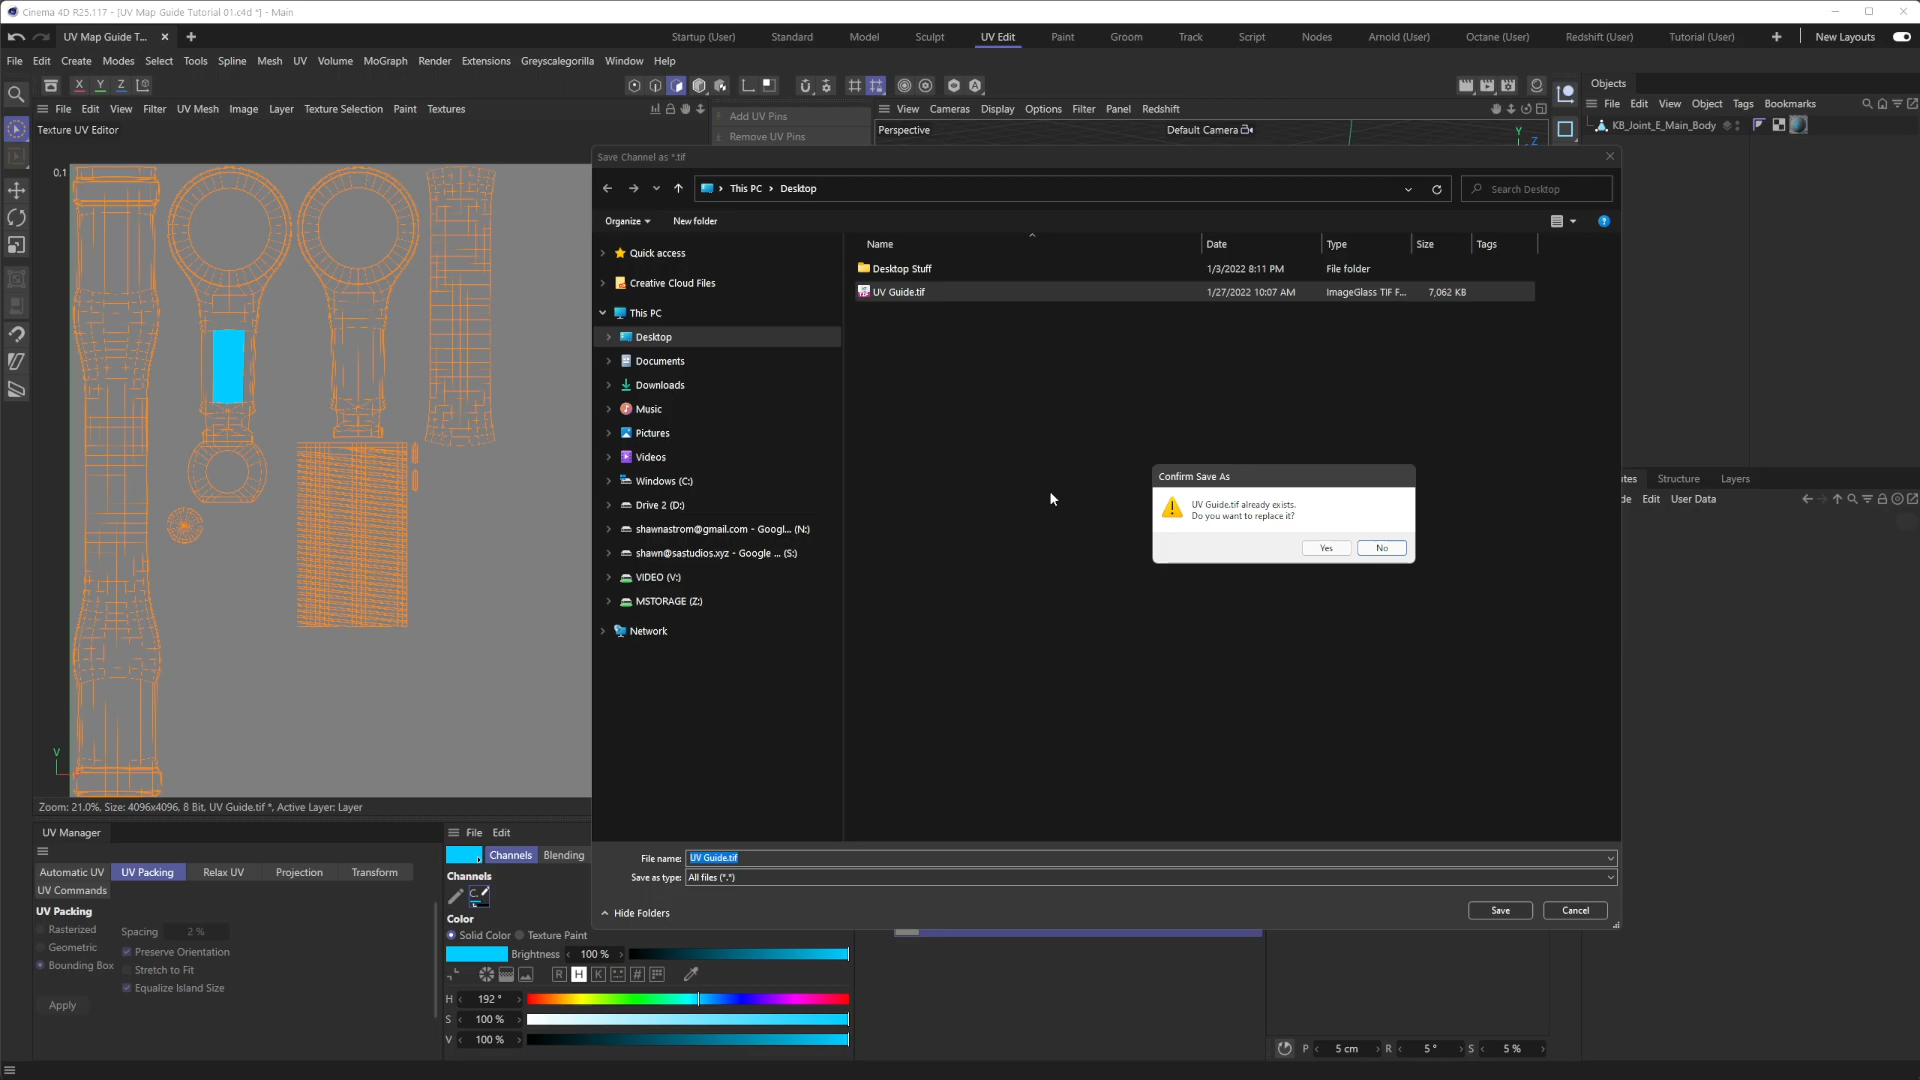 Cinema 4D R25.117 - [UV Map Guide Tutorial 01.c4d *] - Main
UV Map Guide T...
Startup (User)
Standard
Model
Sculpt
UV Edit
Paint
Groom
Track
Script
Nodes
Arnold (User)
Octane (User)
Redshift (User)
Tutorial (User)
New Layouts
File Edit Create Modes Select Tools Spline Mesh UV Volume MoGraph Render Extensions Greyscalegorilla Window Help
X Y Z
Objects
File Edit View Filter UV Mesh Image Layer Texture Selection Paint Textures
Add UV Pins
Remove UV Pins
View Cameras Display Options Filter Panel Redshift
File Edit View Object Tags Bookmarks
Texture UV Editor
Perspective
Default Camera
Y
Z
KB_Joint_E_Main_Body
0,1
V
Save Channel as *.tif
This PC > Desktop
Search Desktop
Organize
New folder
Name Date Type Size Tags
Desktop Stuff 1/3/2022 8:11 PM File folder
UV Guide.tif 1/27/2022 10:07 AM ImageGlass TIF F... 7,062 KB
Quick access
Creative Cloud Files
This PC
Desktop
Documents
Downloads
Music
Pictures
Videos
Windows (C:)
Drive 2 (D:)
shawnastrom@gmail.com - Googl... (N:)
shawn@sastudios.xyz - Google ... (S:)
VIDEO (V:)
MSTORAGE (Z:)
Network
Confirm Save As
UV Guide.tif already exists.
Do you want to replace it?
Yes
No
utes
Structure
Layers
de Edit User Data
File name: UV Guide.tif
Save as type: All files (*.*)
Hide Folders
Save
Cancel
Zoom: 21.0%, Size: 4096x4096, 8 Bit, UV Guide.tif *, Active Layer: Layer
UV Manager
Automatic UV
UV Packing
Relax UV
Projection
Transform
UV Commands
UV Packing
Rasterized
Geometric
Bounding Box
Spacing 2 %
Preserve Orientation
Stretch to Fit
Equalize Island Size
Apply
File Edit
Channels
Blending
Channels
Color
Solid Color
Texture Paint
Brightness 100 %
R H K #
H 192 °
S 100 %
V 100 %
P 5 cm R 5 ° S 5 %